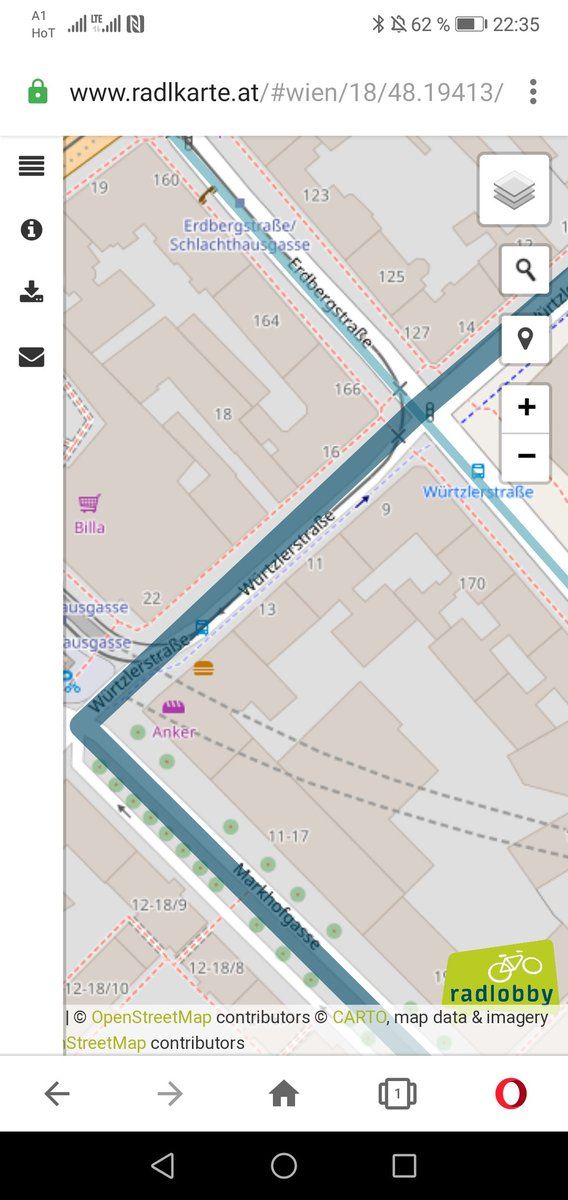 A1
HoT
LTE
62 %
22:35
www.radlkarte.at/#wien/18/48.19413/
19
160
123
Erdbergstraße/
Schlachthausgasse
Erdbergstraße
125
164
127
14
166
18
16
Würtzlerstraße
9
Billa
Würtzlerstraße
11
170
22
13
ausgasse
ausgasse
Würtzlerstraße
Anker
11-17
Markhofgasse
12-18/9
12-18/8
12-18/10
+
−
radlobby
| © OpenStreetMap contributors © CARTO, map data & imagery
StreetMap contributors
1